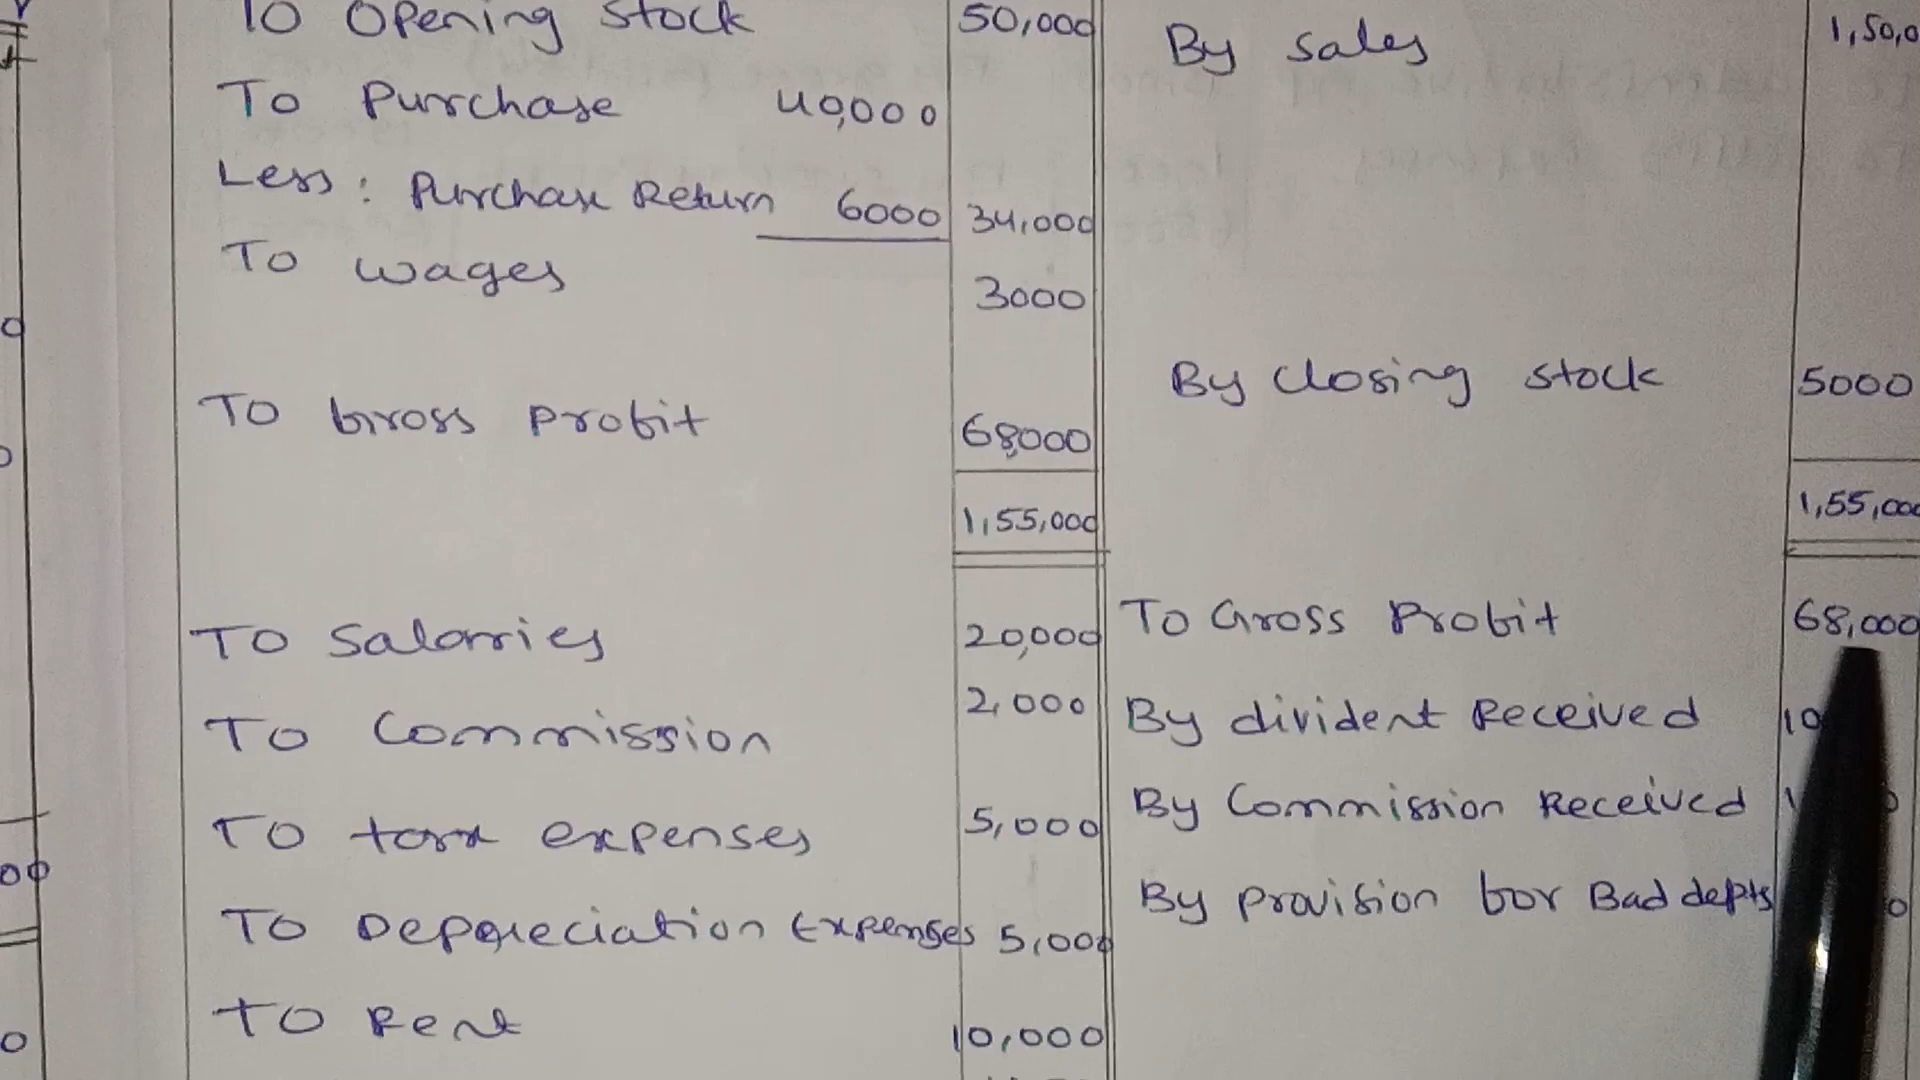 To Opening Stock 50,000 By Sales 1,50,0
To Purchase 40,000
Less: Purchase Return 6000 34,000
To wages 3000
By Closing Stock 5000
To Gross Profit 68,000
1,55,000 1,55,000
To Salaries 20,000 To Gross Profit 68,000
To Commission 2,000 By divident Received 10
To tax expenses 5,000 By Commission Received
To Depreciation Expenses 5,000 By Provision for Bad depts
To Rent 10,000